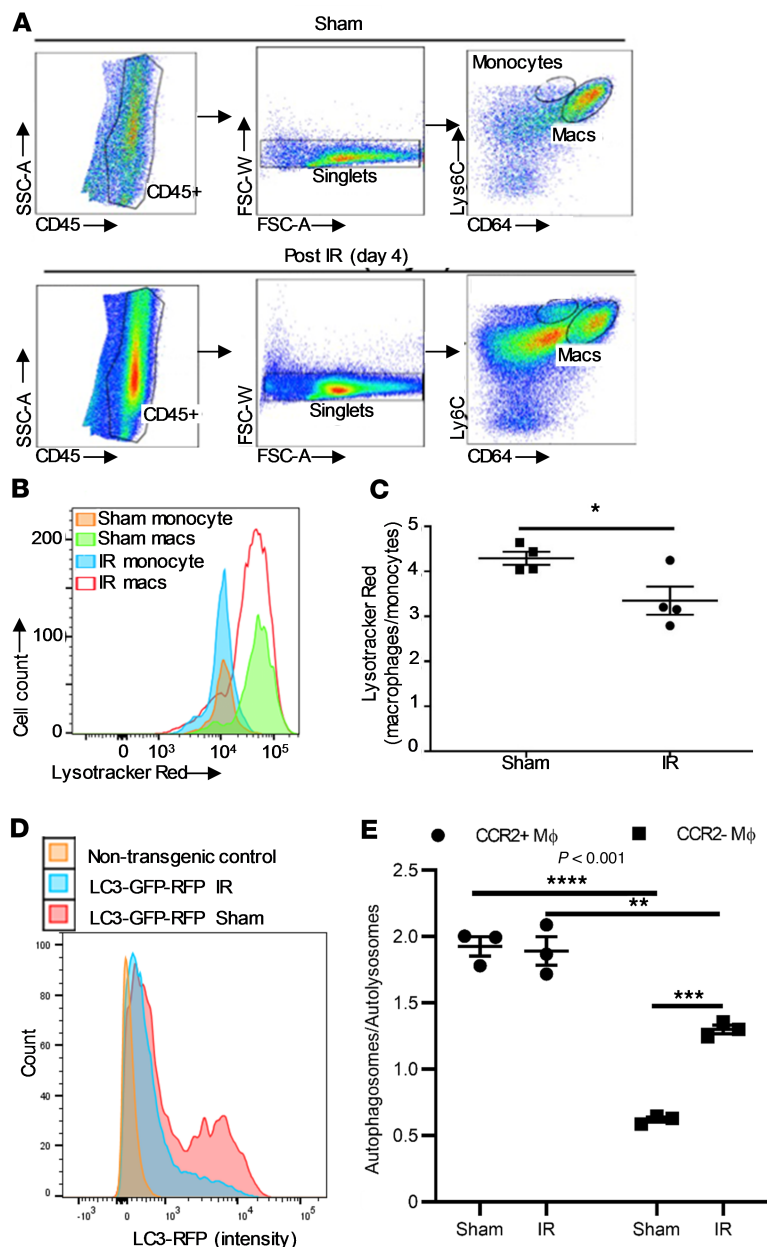 A
Sham
SSC-A
CD45+
CD45
FSC-W
Singlets
FSC-A
Monocytes
Macs
Lys6C
CD64
Post IR (day 4)
SSC-A
CD45+
CD45
FSC-W
Singlets
FSC-A
Macs
Ly6C
CD64
B
Sham monocyte
Sham macs
IR monocyte
IR macs
200
100
0
Cell count
0 10³ 10⁴ 10⁵
Lysotracker Red
C
*
5
4
3
2
1
0
Lysotracker Red
(macrophages/monocytes)
Sham IR
D
Non-transgenic control
LC3-GFP-RFP IR
LC3-GFP-RFP Sham
100
80
60
40
20
0
Count
-10³ 0 10³ 10⁴ 10⁵
LC3-RFP (intensity)
E
CCR2+ Mϕ CCR2- Mϕ
P < 0.001
****
**
***
2.5
2.0
1.5
1.0
0.5
0
Autophagosomes/Autolysosomes
Sham IR Sham IR